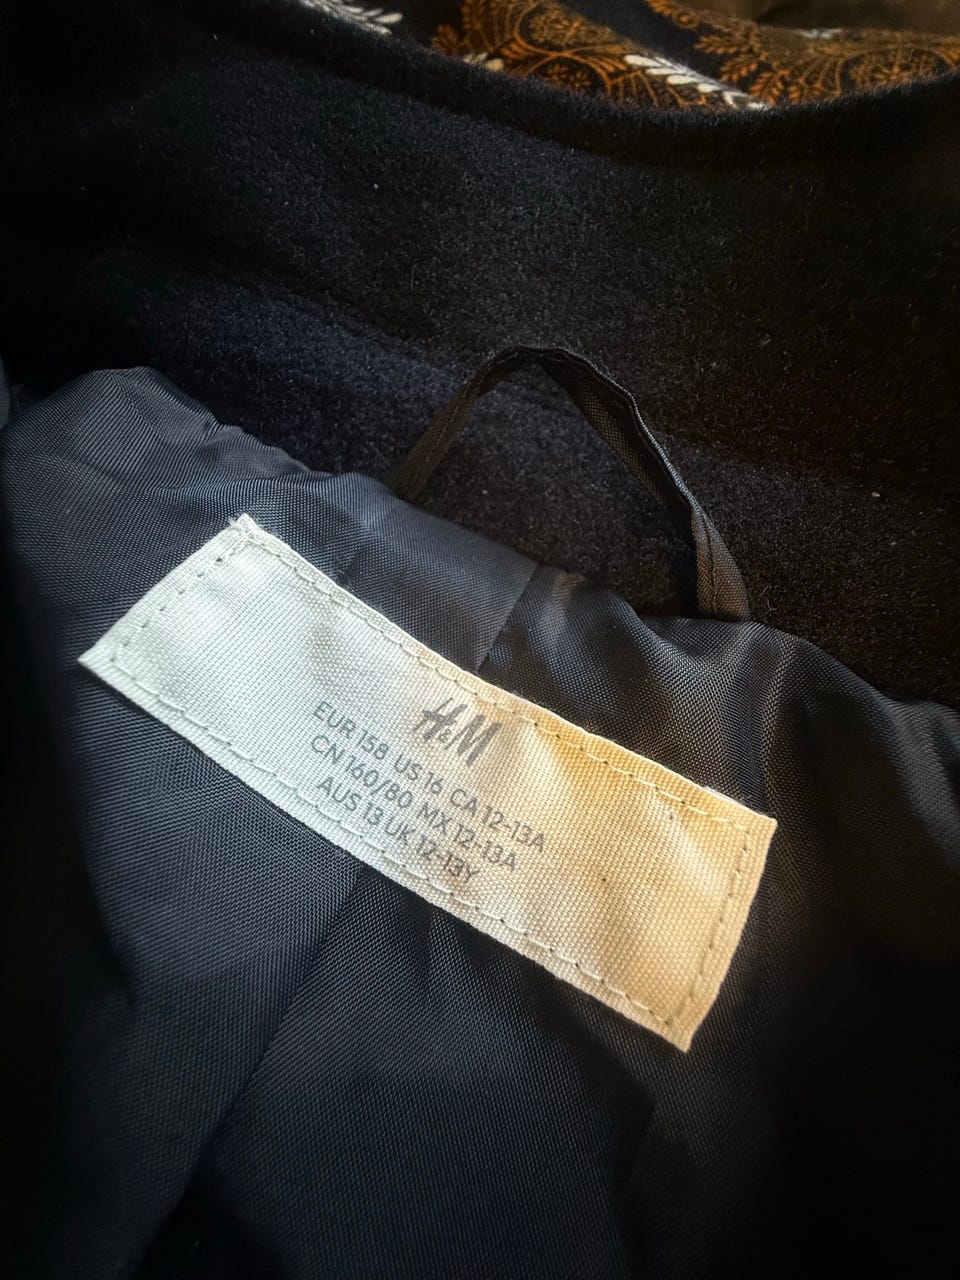 H&M
EUR 158 US 16 CA 12-13A
CN 160/80 MX 12-13A
AUS 13 UK 12-13Y